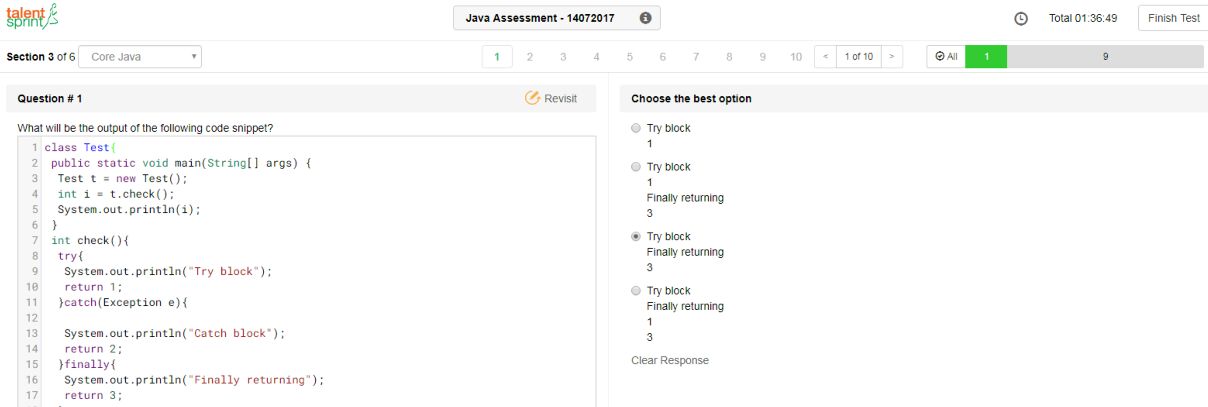 talent
sprint
Java Assessment - 14072017
Total 01:36:49
Finish Test
Section 3 of 6
Core Java
1 2 3 4 5 6 7 8 9 10 < 1 of 10 >
All 1 9
Question # 1
Revisit
What will be the output of the following code snippet?
1 class Test{
2 public static void main(String[] args) {
3 Test t = new Test();
4 int i = t.check();
5 System.out.println(i);
6 }
7 int check(){
8 try{
9 System.out.println("Try block");
10 return 1;
11 }catch(Exception e){
12
13 System.out.println("Catch block");
14 return 2;
15 }finally{
16 System.out.println("Finally returning");
17 return 3;
Choose the best option
Try block
1
Try block
1
Finally returning
3
Try block
Finally returning
3
Try block
Finally returning
1
3
Clear Response